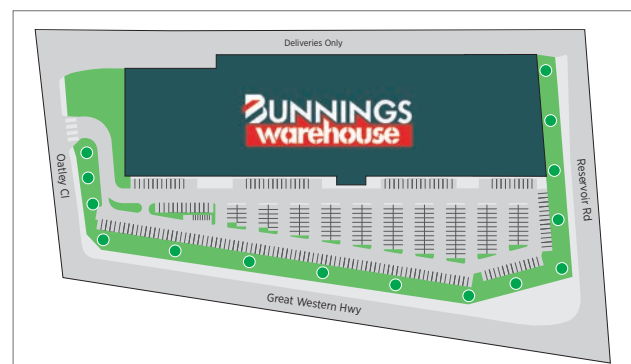 Deliveries Only
BUNNINGS
warehouse
Oatley Cl
Reservoir Rd
Great Western Hwy